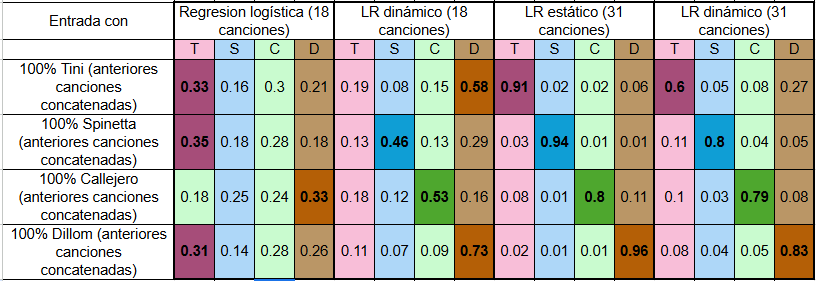 Entrada con
Regresion logística (18 canciones)
LR dinámico (18 canciones)
LR estático (31 canciones)
LR dinámico (31 canciones)
T S C D T S C D T S C D T S C D
100% Tini (anteriores
canciones
concatenadas)
0.33 0.16 0.3 0.21 0.19 0.08 0.15 0.58 0.91 0.02 0.02 0.06 0.6 0.05 0.08 0.27
100% Spinetta
(anteriores canciones
concatenadas)
0.35 0.18 0.28 0.18 0.13 0.46 0.13 0.29 0.03 0.94 0.01 0.01 0.11 0.8 0.04 0.05
100% Callejero
(anteriores canciones
concatenadas)
0.18 0.25 0.24 0.33 0.18 0.12 0.53 0.16 0.08 0.01 0.8 0.11 0.1 0.03 0.79 0.08
100% Dillom (anteriores
canciones
concatenadas)
0.31 0.14 0.28 0.26 0.11 0.07 0.09 0.73 0.02 0.01 0.01 0.96 0.08 0.04 0.05 0.83